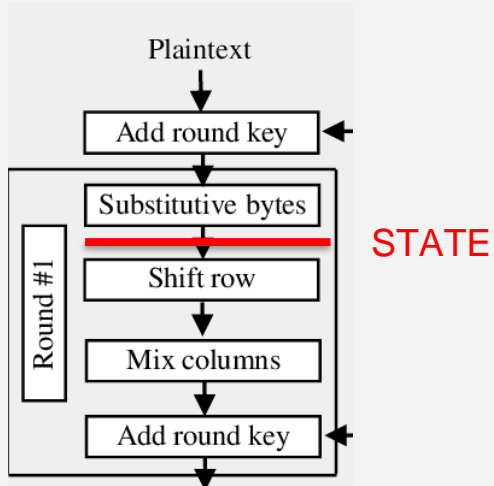 Plaintext
Add round key
Substitutive bytes
STATE
Shift row
Round #1
Mix columns
Add round key